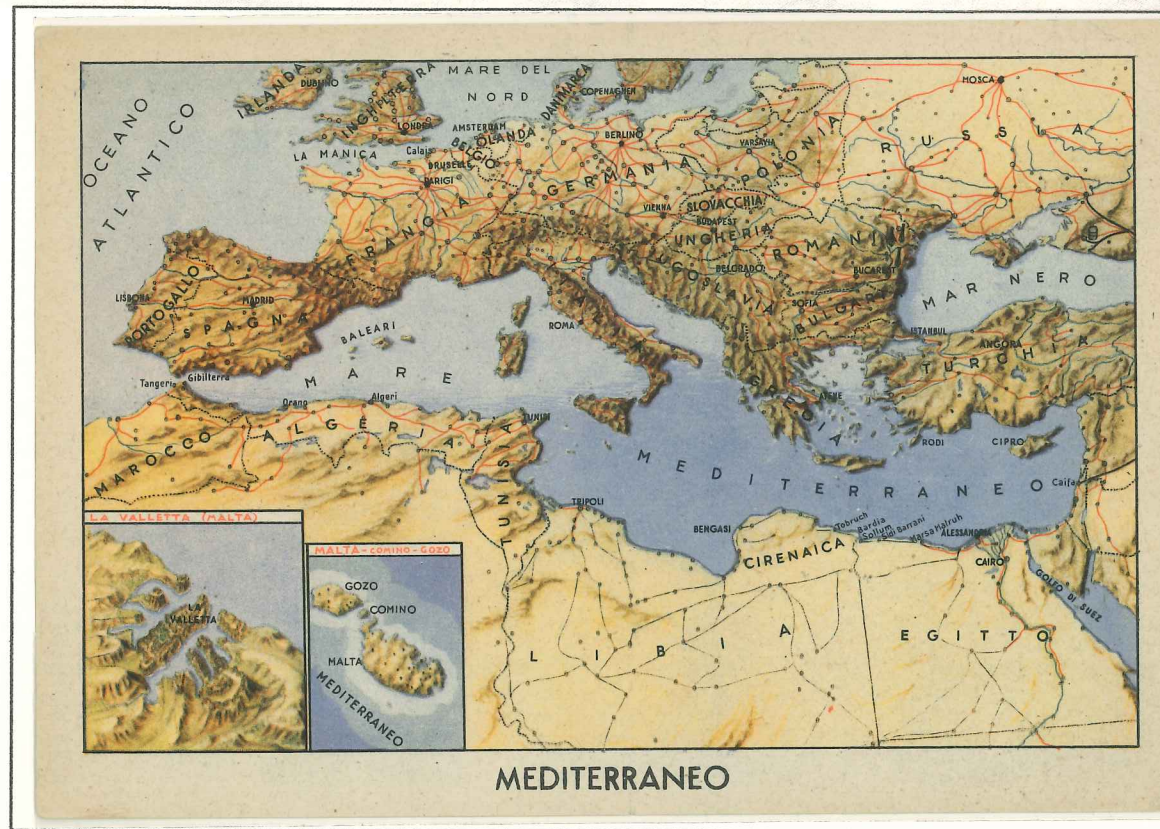 OCEANO
ATLANTICO
IRLANDA
DUBLINO
INGHILTERRA
LONDRA
MARE DEL
NORD
DANIMARCA
COPENAGHEN
MOSCA
RUSSIA
LA MANICA
Calais
AMSTERDAM
OLANDA
BELGIO
BRUSELLE
PARIGI
BERLINO
GERMANIA
VARSAVIA
POLONIA
FRANCIA
VIENNA
SLOVACCHIA
BUDAPEST
UNGHERIA
ROMANIA
BELGRADO
BUCAREST
JUGOSLAVIA
SOFIA
BULGARIA
MAR NERO
LISBONA
PORTOGALLO
MADRID
SPAGNA
BALEARI
ITALIA
ROMA
ISTANBUL
ANGORA
TURCHIA
GRECIA
ATENE
Tangeri
Gibilterra
MARE
MEDITERRANEO
Orano
Algeri
TUNISI
RODI
CIPRO
Caifa
MAROCCO
ALGERIA
TUNISIA
TRIPOLI
BENGASI
CIRENAICA
Tobruch
Bardia
Sollum
Sidi Barrani
Marsa Matruh
ALESSANDRIA
CAIRO
GOLFO DI SUEZ
LIBIA
EGITTO
LA VALLETTA (MALTA)
LA
VALLETTA
MALTA-COMINO-GOZO
GOZO
COMINO
MALTA
MEDITERRANEO
MEDITERRANEO